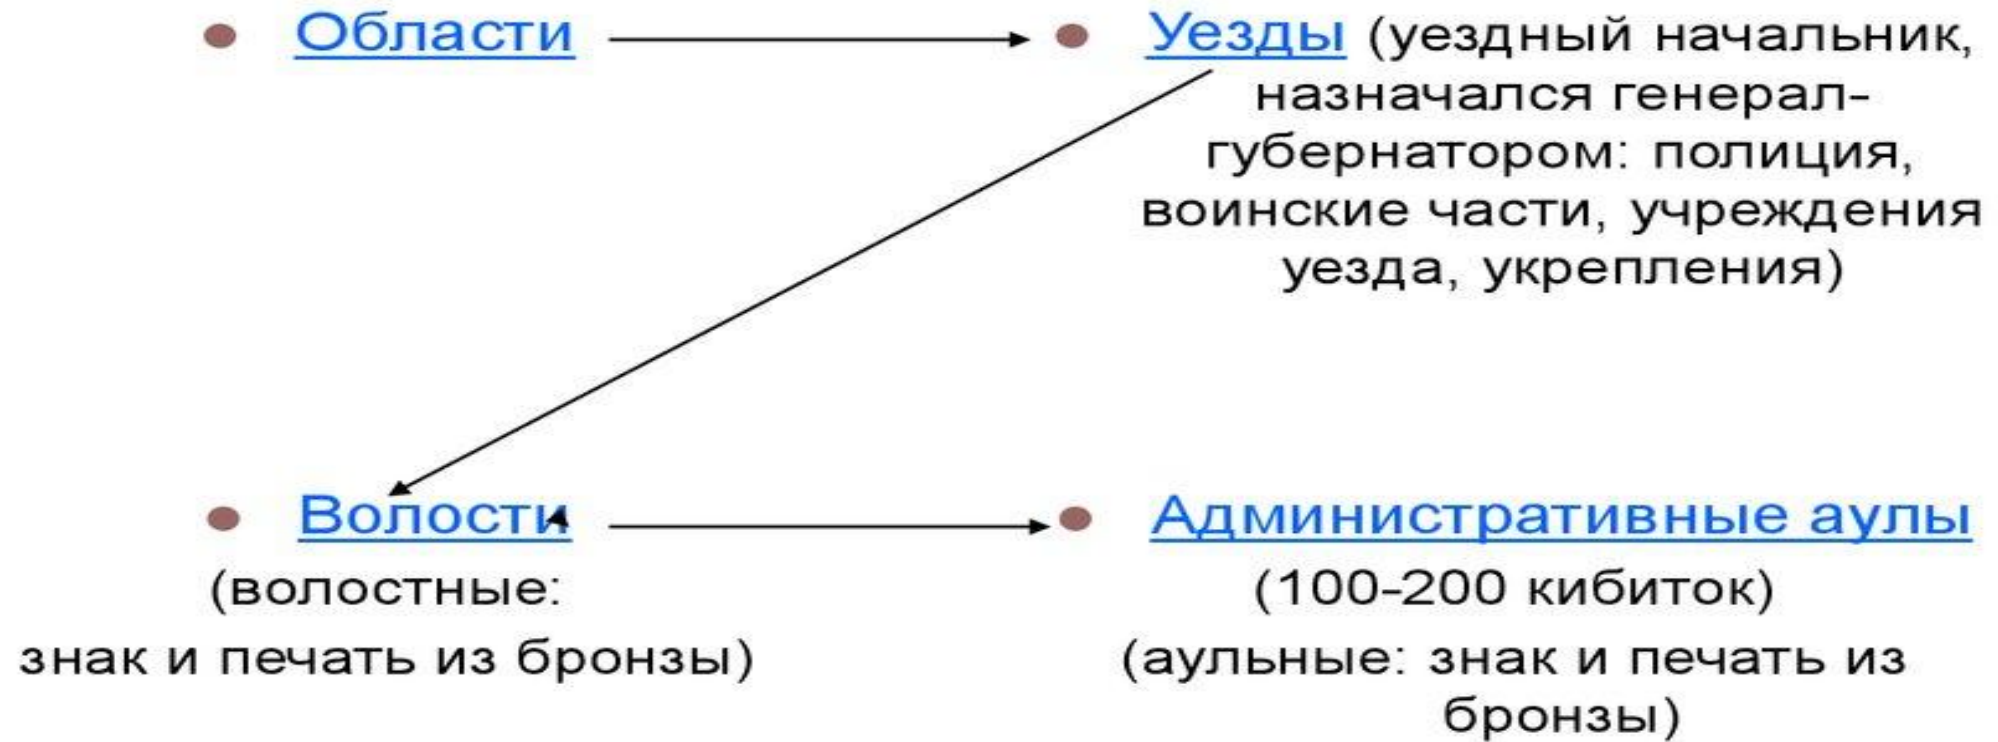 Области
Уезды (уездный начальник,
назначался генерал-
губернатором: полиция,
воинские части, учреждения
уезда, укрепления)
Волости
(волостные:
знак и печать из бронзы)
Административные аулы
(100-200 кибиток)
(аульные: знак и печать из
бронзы)